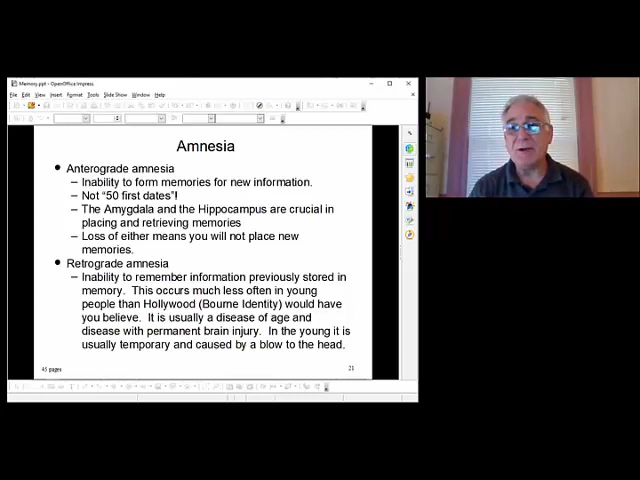 Memory.ppt - OpenOffice Impress
File Edit View Insert Format Tools Slide Show Window Help
Amnesia
• Anterograde amnesia
– Inability to form memories for new information.
– Not “50 first dates”!
– The Amygdala and the Hippocampus are crucial in
placing and retrieving memories
– Loss of either means you will not place new
memories.
• Retrograde amnesia
– Inability to remember information previously stored in
memory. This occurs much less often in young
people than Hollywood (Bourne Identity) would have
you believe. It is usually a disease of age and
disease with permanent brain injury. In the young it is
usually temporary and caused by a blow to the head.
45 pages
21